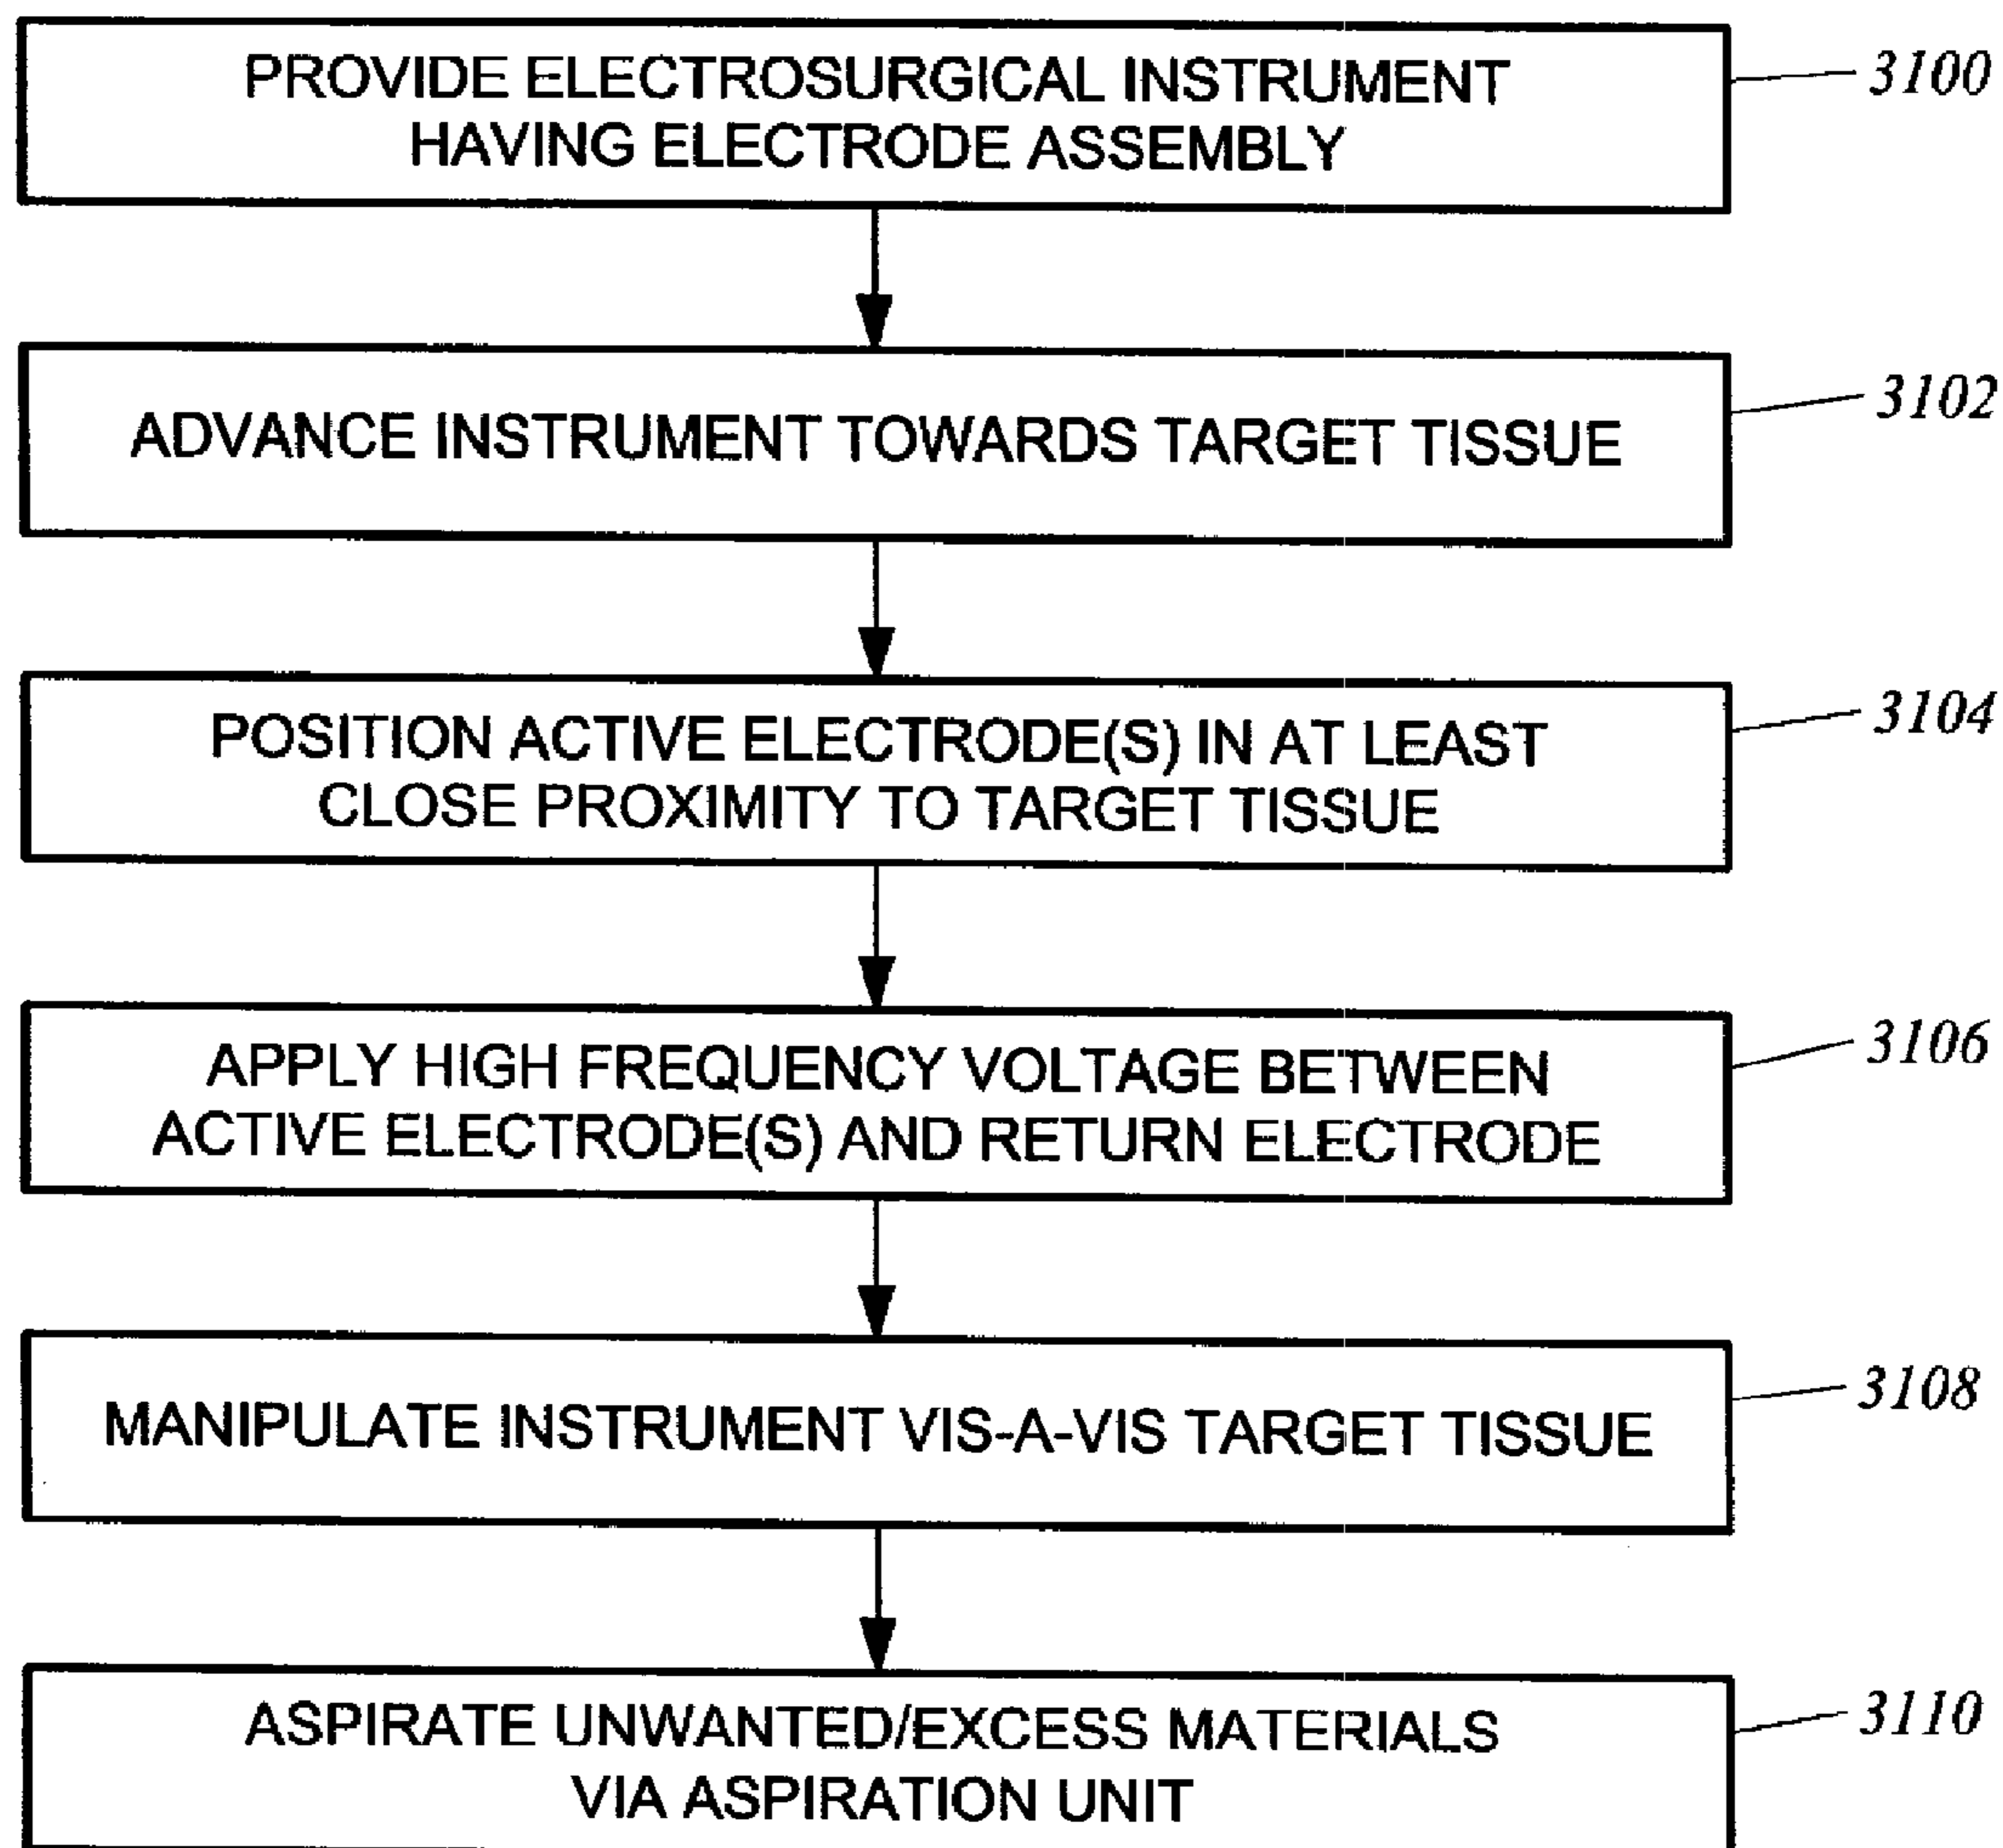 PROVIDE ELECTROSURGICAL INSTRUMENT
HAVING ELECTRODE ASSEMBLY
3100
ADVANCE INSTRUMENT TOWARDS TARGET TISSUE
3102
POSITION ACTIVE ELECTRODE(S) IN AT LEAST
CLOSE PROXIMITY TO TARGET TISSUE
3104
APPLY HIGH FREQUENCY VOLTAGE BETWEEN
ACTIVE ELECTRODE(S) AND RETURN ELECTRODE
3106
MANIPULATE INSTRUMENT VIS-A-VIS TARGET TISSUE
3108
ASPIRATE UNWANTED/EXCESS MATERIALS
VIA ASPIRATION UNIT
3110